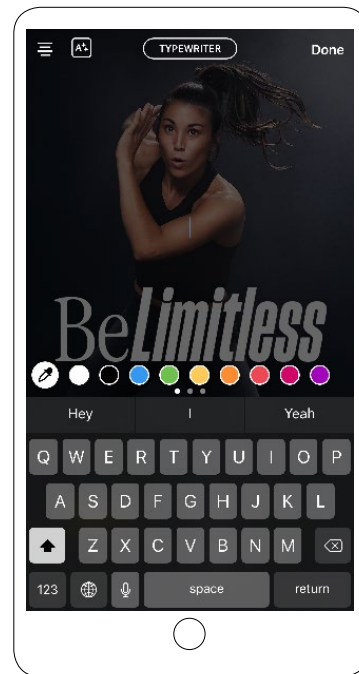 A
TYPEWRITER
Done
BeLimitless
Hey I Yeah
Q W E R T Y U I O P
A S D F G H J K L
Z X C V B N M
123 space return